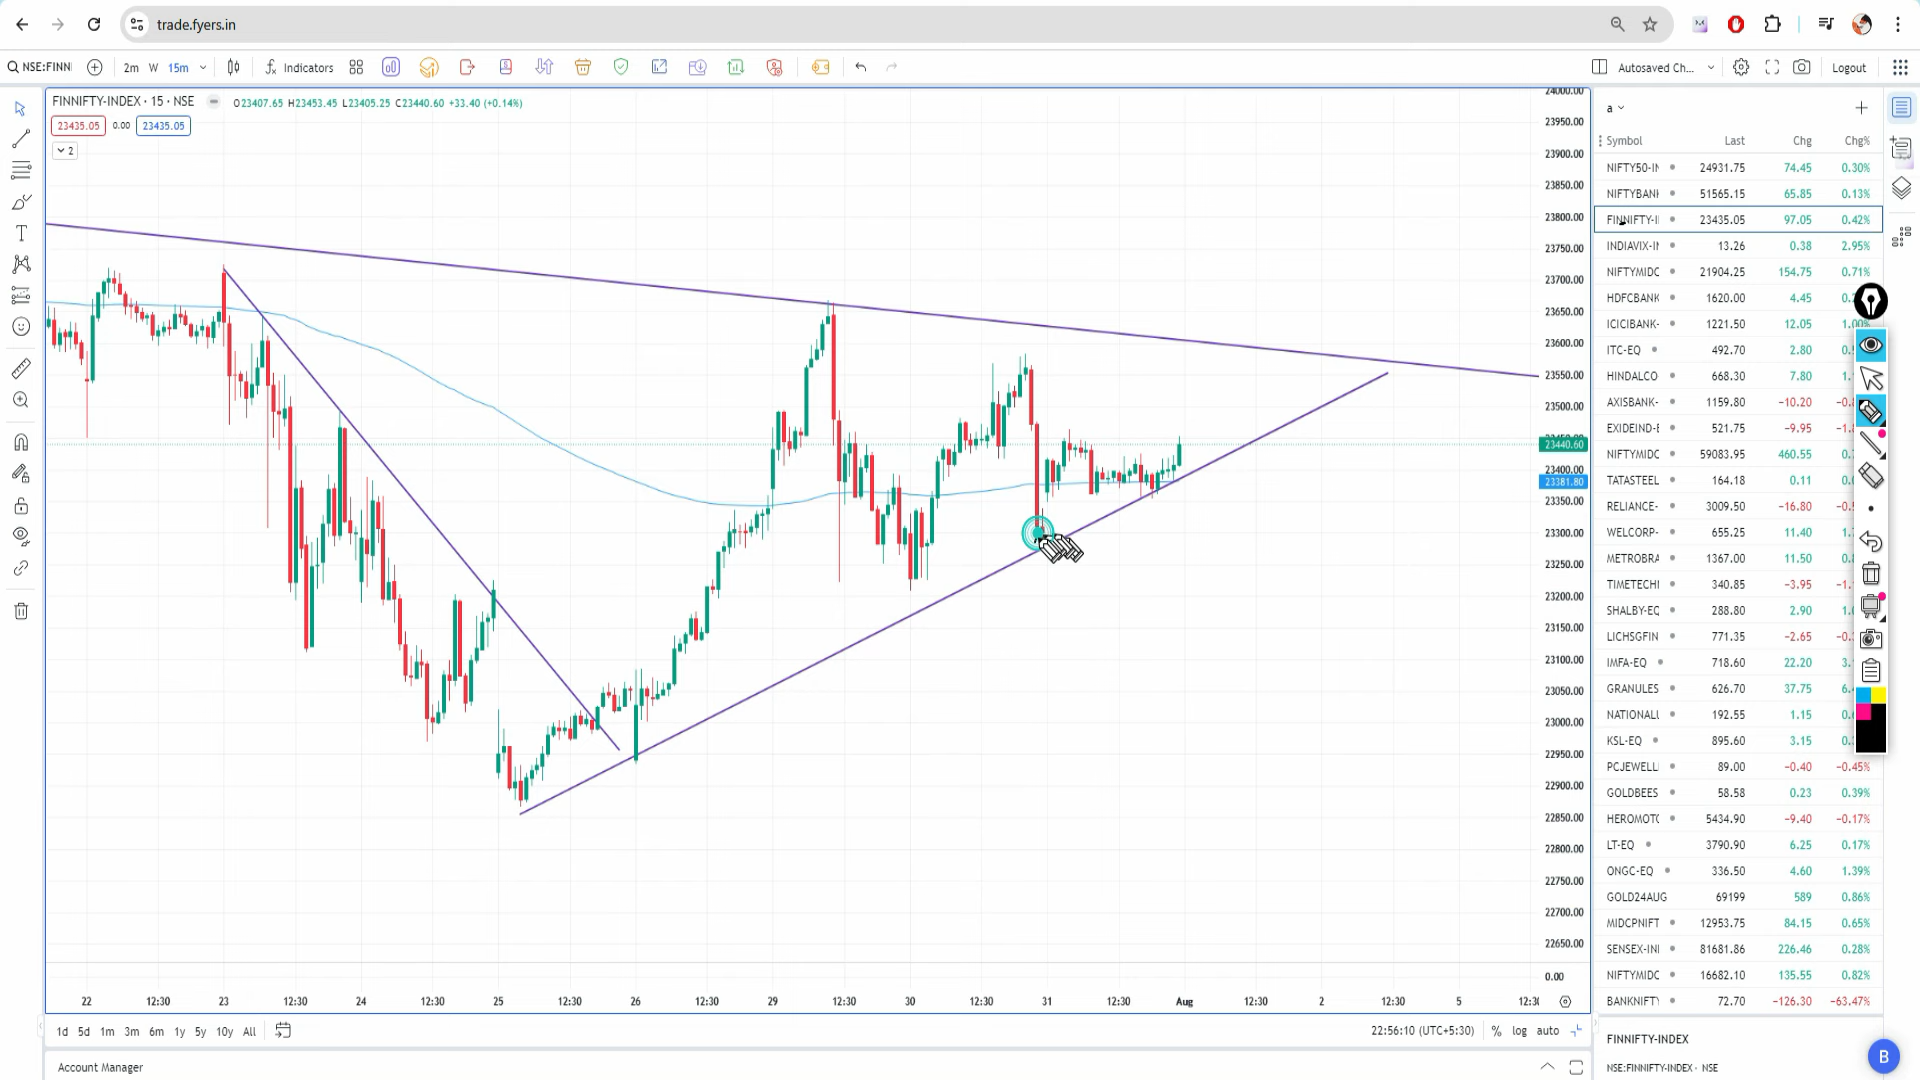 trade.fyers.in
NSE:FINN
2m W 15m
Indicators
Autosaved Ch...
Logout
FINNIFTY-INDEX · 15 · NSE
O23407.65 H23453.45 L23405.25 C23440.60 +33.40 (+0.14%)
23435.05 0.00 23435.05
2
24000.00
23950.00
23900.00
23850.00
23800.00
23750.00
23700.00
23650.00
23600.00
23550.00
23500.00
23440.60
23400.00
23381.80
23350.00
23300.00
23250.00
23200.00
23150.00
23100.00
23050.00
23000.00
22950.00
22900.00
22850.00
22800.00
22750.00
22700.00
22650.00
0.00
22 12:30 23 12:30 24 12:30 25 12:30 26 12:30 29 12:30 30 12:30 31 12:30 Aug 12:30 2 12:30 5 12:3
1d 5d 1m 3m 6m 1y 5y 10y All
22:56:10 (UTC+5:30) % log auto
Account Manager
a
Symbol Last Chg Chg%
NIFTY50-IN 24931.75 74.45 0.30%
NIFTYBANK 51565.15 65.85 0.13%
FINNIFTY-I 23435.05 97.05 0.42%
INDIAVIX-IN 13.26 0.38 2.95%
NIFTYMIDC 21904.25 154.75 0.71%
HDFCBANK 1620.00 4.45
ICICIBANK- 1221.50 12.05 1.00%
ITC-EQ 492.70 2.80
HINDALCO 668.30 7.80
AXISBANK- 1159.80 −10.20
EXIDEIND-E 521.75 −9.95
NIFTYMIDC 59083.95 460.55
TATASTEEL 164.18 0.11
RELIANCE- 3009.50 −16.80
WELCORP- 655.25 11.40
METROBRA 1367.00 11.50
TIMETECH 340.85 −3.95
SHALBY-EQ 288.80 2.90
LICHSGFIN 771.35 −2.65
IMFA-EQ 718.60 22.20
GRANULES 626.70 37.75
NATIONAL 192.55 1.15
KSL-EQ 895.60 3.15
PCJEWELL 89.00 −0.40 −0.45%
GOLDBEES 58.58 0.23 0.39%
HEROMOTO 5434.90 −9.40 −0.17%
LT-EQ 3790.90 6.25 0.17%
ONGC-EQ 336.50 4.60 1.39%
GOLD24AUG 69199 589 0.86%
MIDCPNIFT 12953.75 84.15 0.65%
SENSEX-IN 81681.86 226.46 0.28%
NIFTYMIDC 16682.10 135.55 0.82%
BANKNIFTY 72.70 −126.30 −63.47%
FINNIFTY-INDEX
NSE:FINNIFTY-INDEX · NSE
B